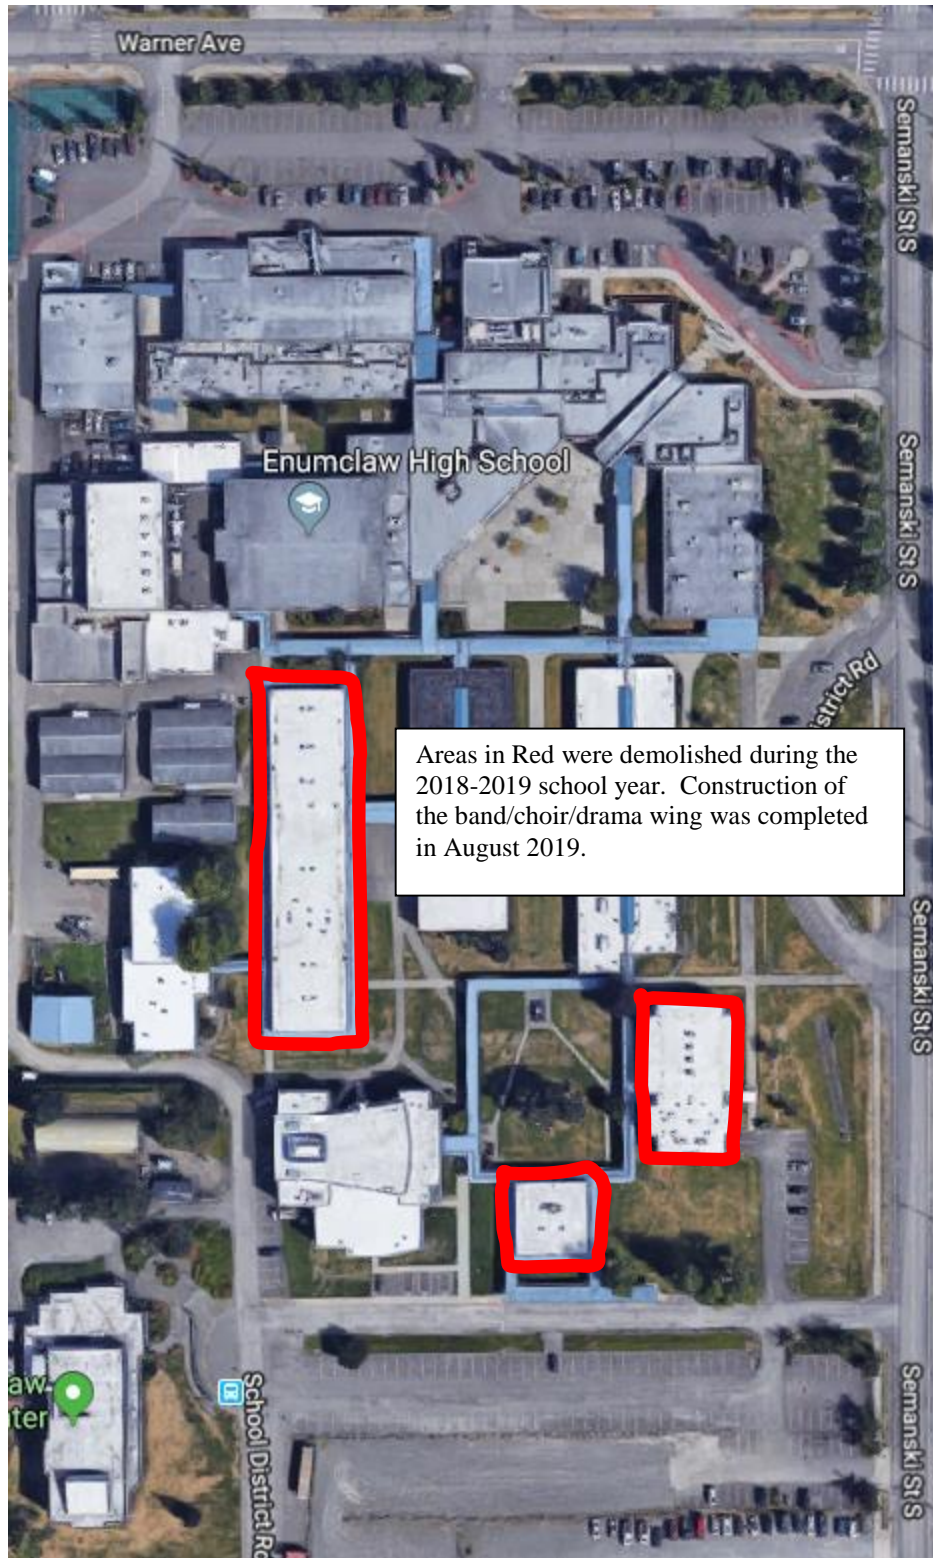 Warner Ave
Semanski St S
Enumclaw High School
Semanski St S
District Rd
Areas in Red were demolished during the
2018-2019 school year.  Construction of
the band/choir/drama wing was completed
in August 2019.
Semanski St S
aw
nter
School District Rd
Semanski St S